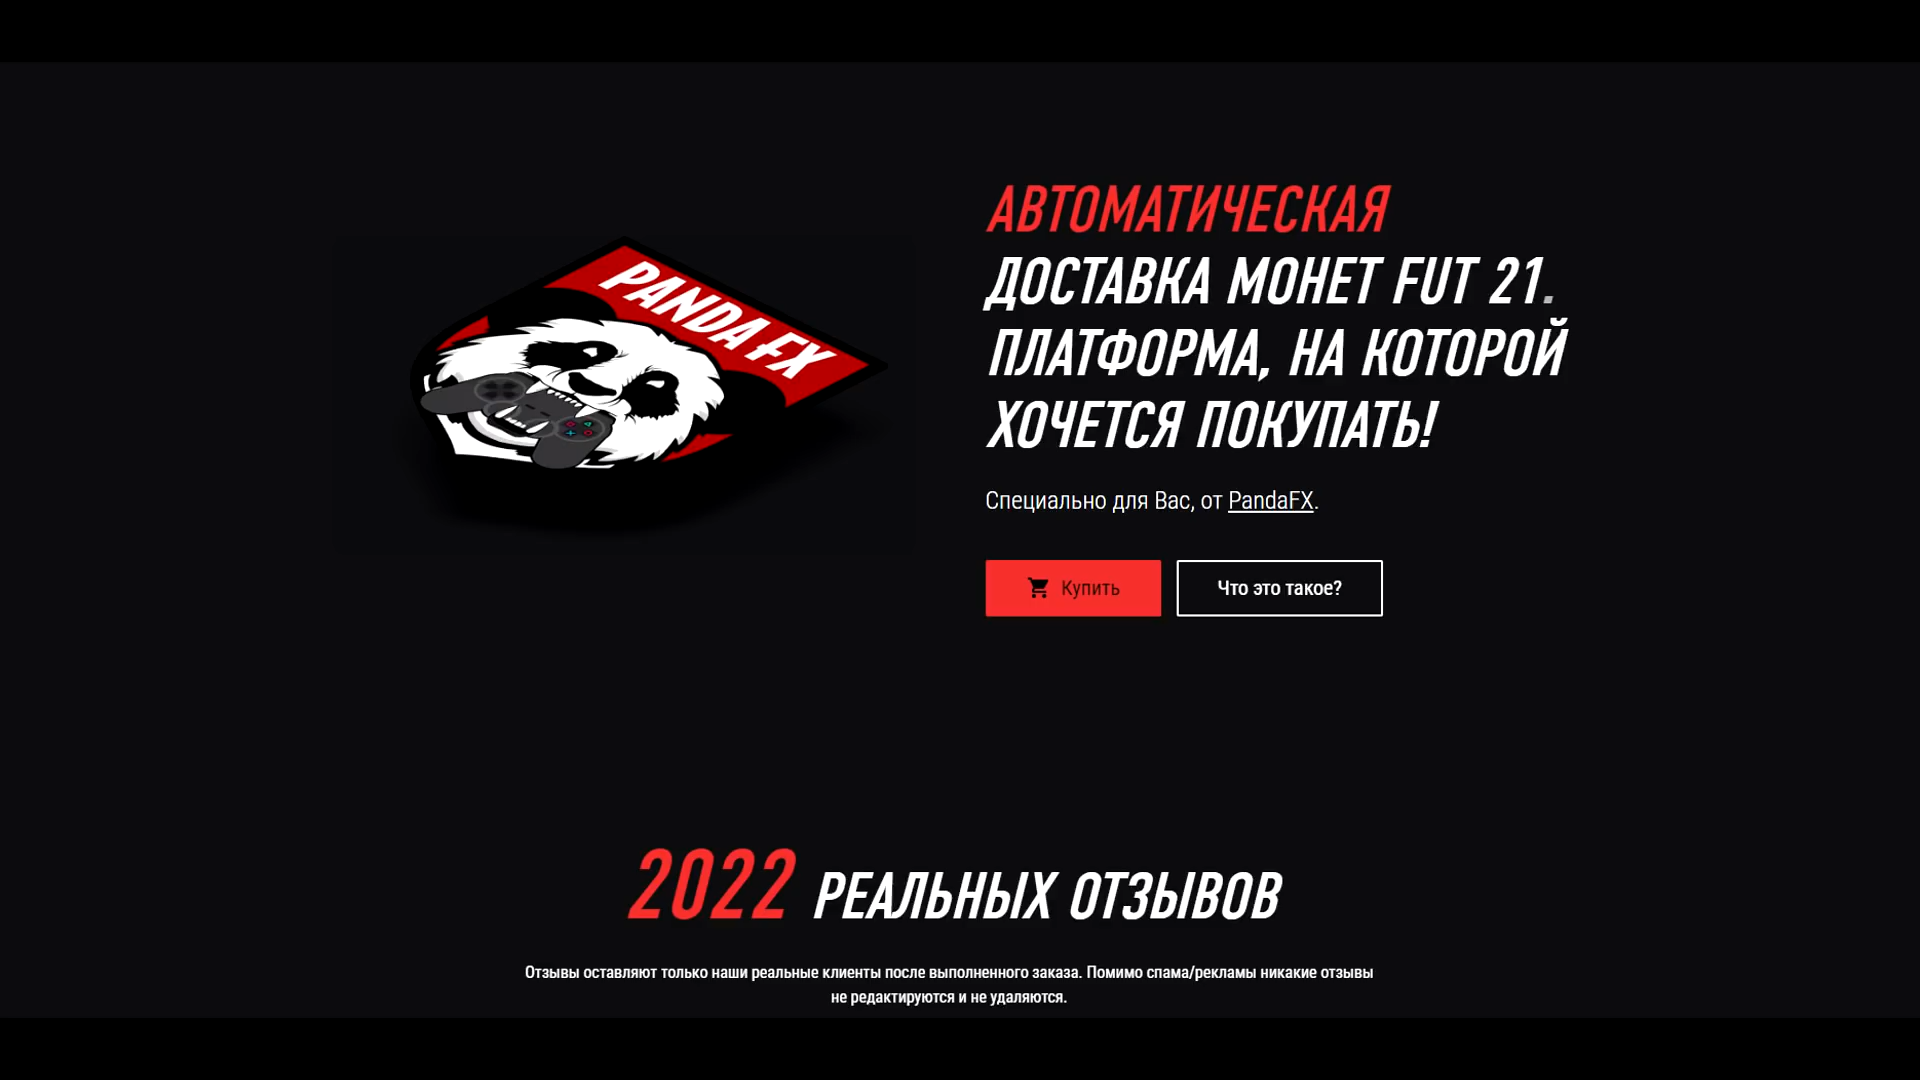 PANDA FX
АВТОМАТИЧЕСКАЯ
ДОСТАВКА МОНЕТ FUT 21.
ПЛАТФОРМА, НА КОТОРОЙ
ХОЧЕТСЯ ПОКУПАТЬ!
Специально для Вас, от PandaFX.
Купить
Что это такое?
2022 РЕАЛЬНЫХ ОТЗЫВОВ
Отзывы оставляют только наши реальные клиенты после выполненного заказа. Помимо спама/рекламы никакие отзывы
не редактируются и не удаляются.